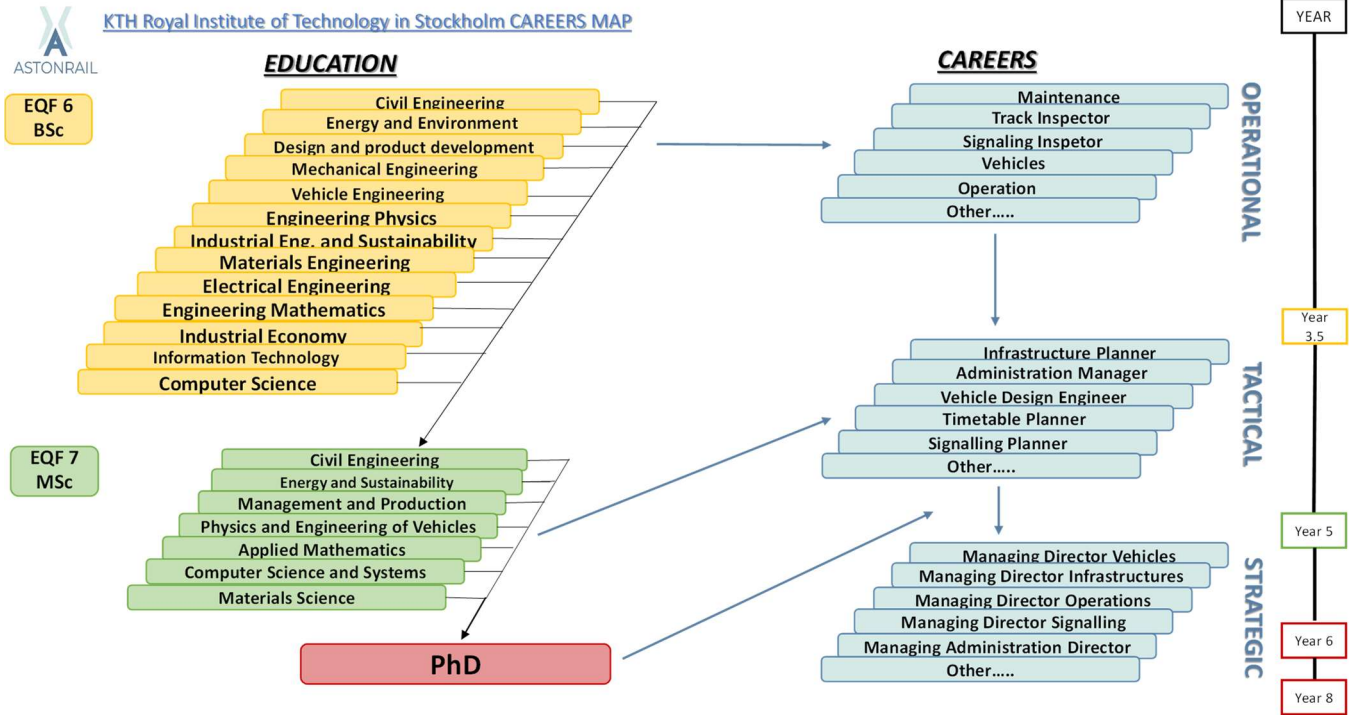 KTH Royal Institute of Technology in Stockholm CAREERS MAP
YEAR
ASTONRAIL
EDUCATION
CAREERS
EQF 6
BSc
Civil Engineering
Energy and Environment
Design and product development
Mechanical Engineering
Vehicle Engineering
Engineering Physics
Industrial Eng. and Sustainability
Materials Engineering
Electrical Engineering
Engineering Mathematics
Industrial Economy
Information Technology
Computer Science
Maintenance
Track Inspector
Signaling Inspetor
Vehicles
Operation
Other.....
OPERATIONAL
Year
3.5
Infrastructure Planner
Administration Manager
Vehicle Design Engineer
Timetable Planner
Signalling Planner
Other.....
TACTICAL
EQF 7
MSc
Civil Engineering
Energy and Sustainability
Management and Production
Physics and Engineering of Vehicles
Applied Mathematics
Computer Science and Systems
Materials Science
Year 5
Managing Director Vehicles
Managing Director Infrastructures
Managing Director Operations
Managing Director Signalling
Managing Administration Director
Other.....
STRATEGIC
PhD
Year 6
Year 8